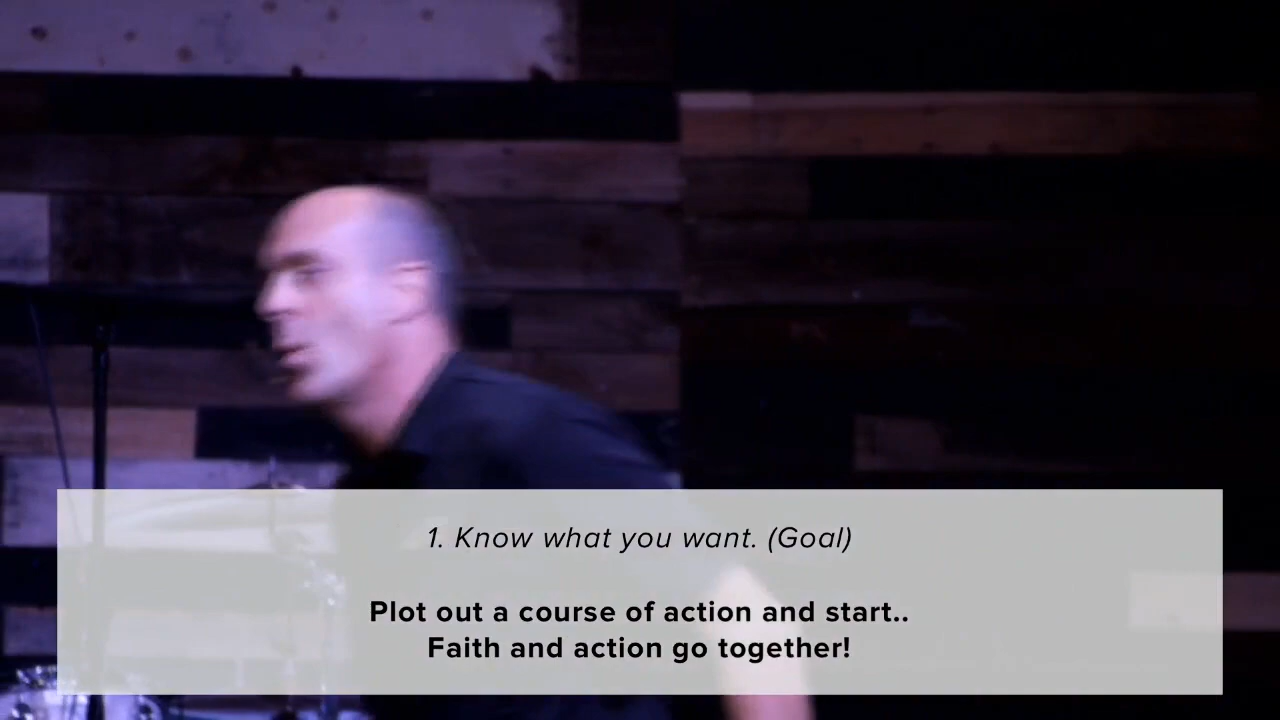 1. Know what you want. (Goal)
Plot out a course of action and start..
Faith and action go together!